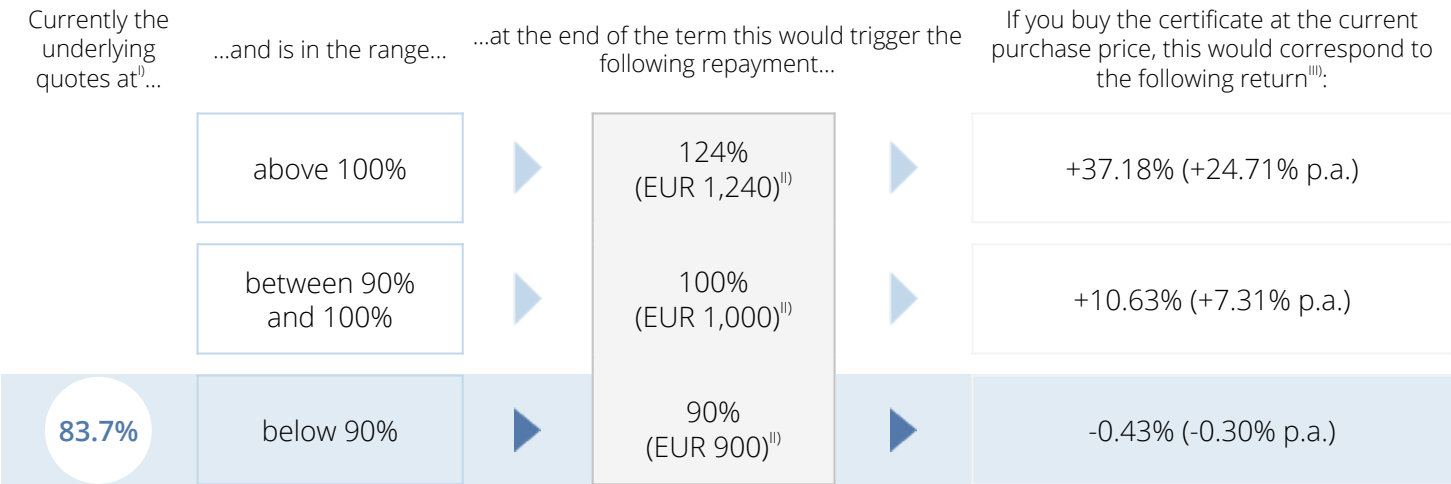 Currently the
underlying
quotes atᴵ⁾...
...and is in the range...
...at the end of the term this would trigger the
following repayment...
If you buy the certificate at the current
purchase price, this would correspond to
the following returnᴵᴵᴵ⁾:
above 100%
124%
(EUR 1,240)ᴵᴵ⁾
+37.18% (+24.71% p.a.)
between 90%
and 100%
100%
(EUR 1,000)ᴵᴵ⁾
+10.63% (+7.31% p.a.)
83.7%
below 90%
90%
(EUR 900)ᴵᴵ⁾
-0.43% (-0.30% p.a.)